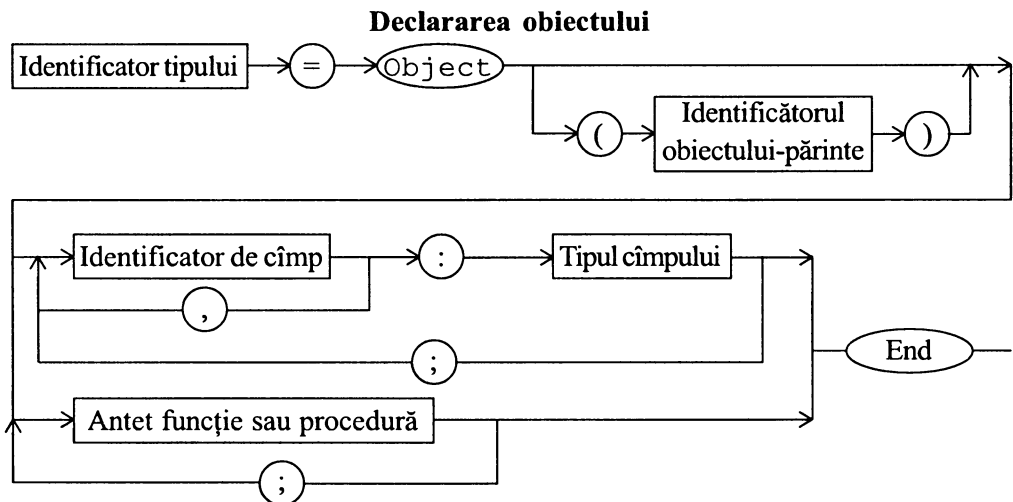 Declararea obiectului
Identificator tipului = Object
( Identificătorul obiectului-părinte )
Identificator de cîmp : Tipul cîmpului
,
;
End
Antet funcție sau procedură
;